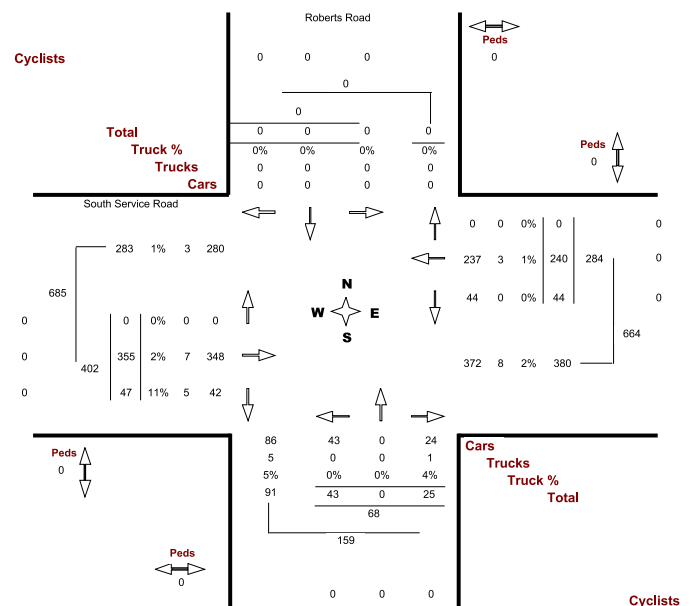 Roberts Road
Peds
Cyclists 0 0 0 0
0
0
Total 0 0 0 0
Truck % 0% 0% 0% 0%
Peds
Trucks 0 0 0 0 0
Cars 0 0 0 0
South Service Road
0 0 0% 0 0
283 1% 3 280 237 3 1% 240 284 0
N
685 44 0 0% 44 0
W E
0 0 0% 0 0 664
S
0 402 355 2% 7 348 372 8 2% 380
0 47 11% 5 42
86 43 0 24 Cars
Peds 5 0 0 1 Trucks
0 5% 0% 0% 4% Truck %
91 43 0 25 Total
68
159
Peds
0
0 0 0 Cyclists